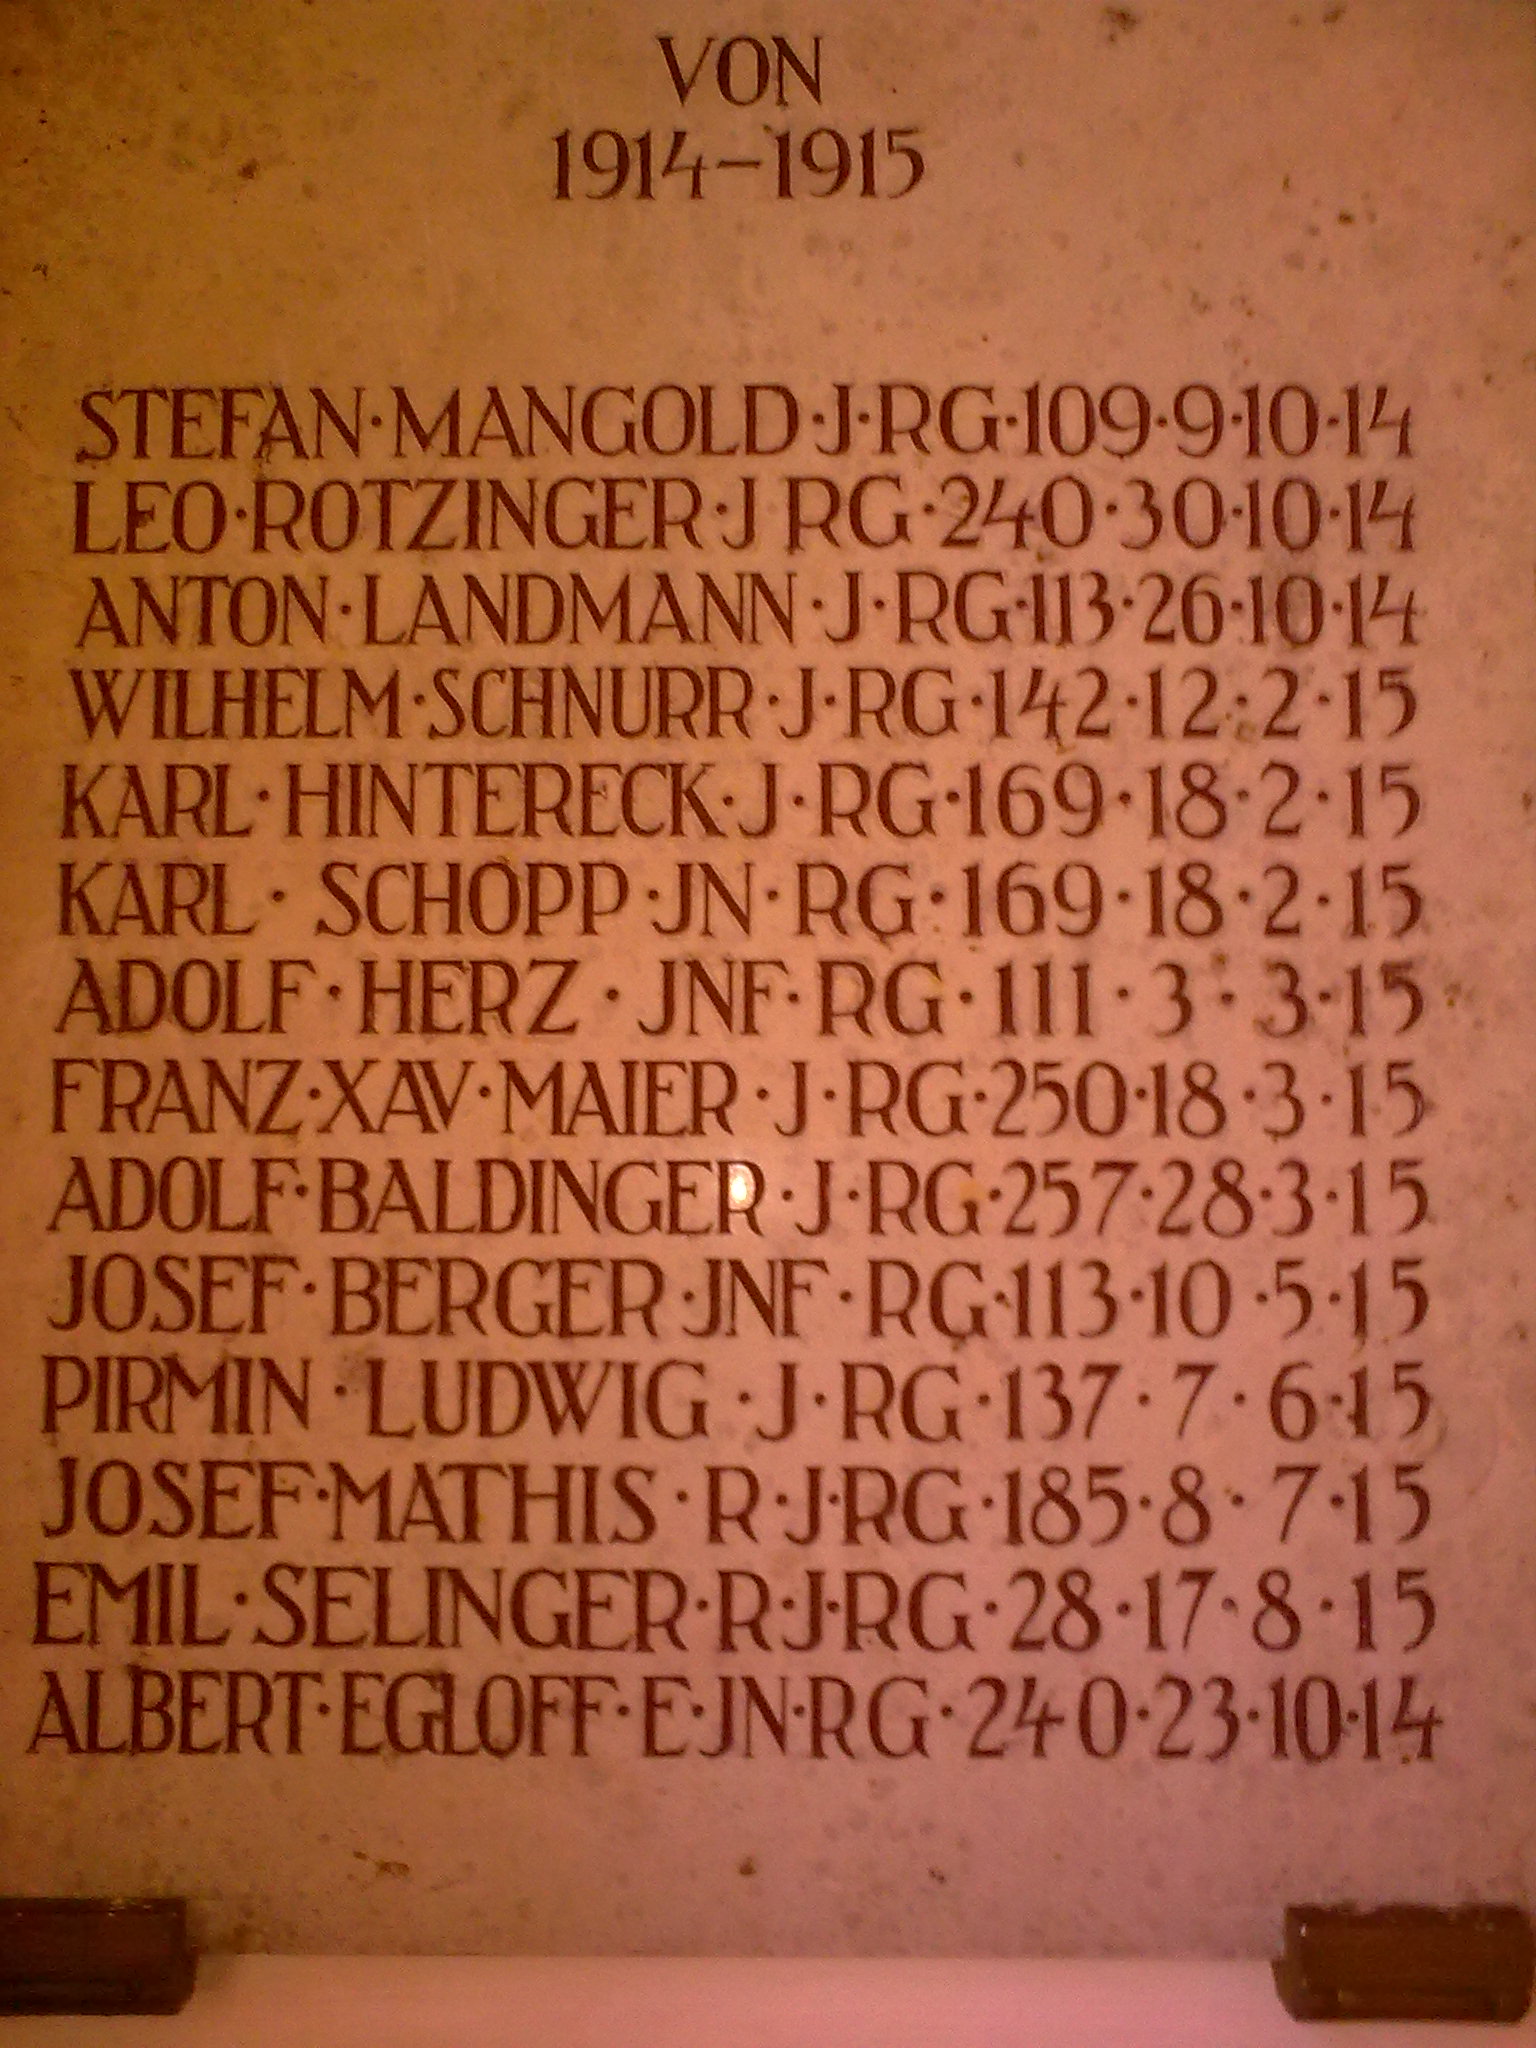 VON
1914–1915
STEFAN·MANGOLD·J·RG·109·9·10·14
LEO·ROTZINGER·J RG·240·30·10·14
ANTON·LANDMANN·J·RG·113·26·10·14
WILHELM·SCHNURR·J·RG·142·12·2·15
KARL·HINTERECK·J·RG·169·18·2·15
KARL·SCHOPP·JN·RG·169·18·2·15
ADOLF·HERZ·JNF·RG·111·3·3·15
FRANZ·XAV·MAIER·J·RG·250·18·3·15
ADOLF·BALDINGER·J·RG·257·28·3·15
JOSEF·BERGER·JNF·RG·113·10·5·15
PIRMIN·LUDWIG·J·RG·137·7·6·15
JOSEF·MATHIS·R·J·RG·185·8·7·15
EMIL·SELINGER·R·J·RG·28·17·8·15
ALBERT·EGLOFF·E·JN·RG·240·23·10·14